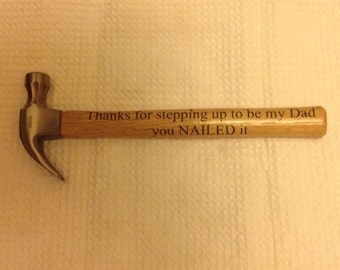 Thanks for stepping up to be my Dad
you NAILED it